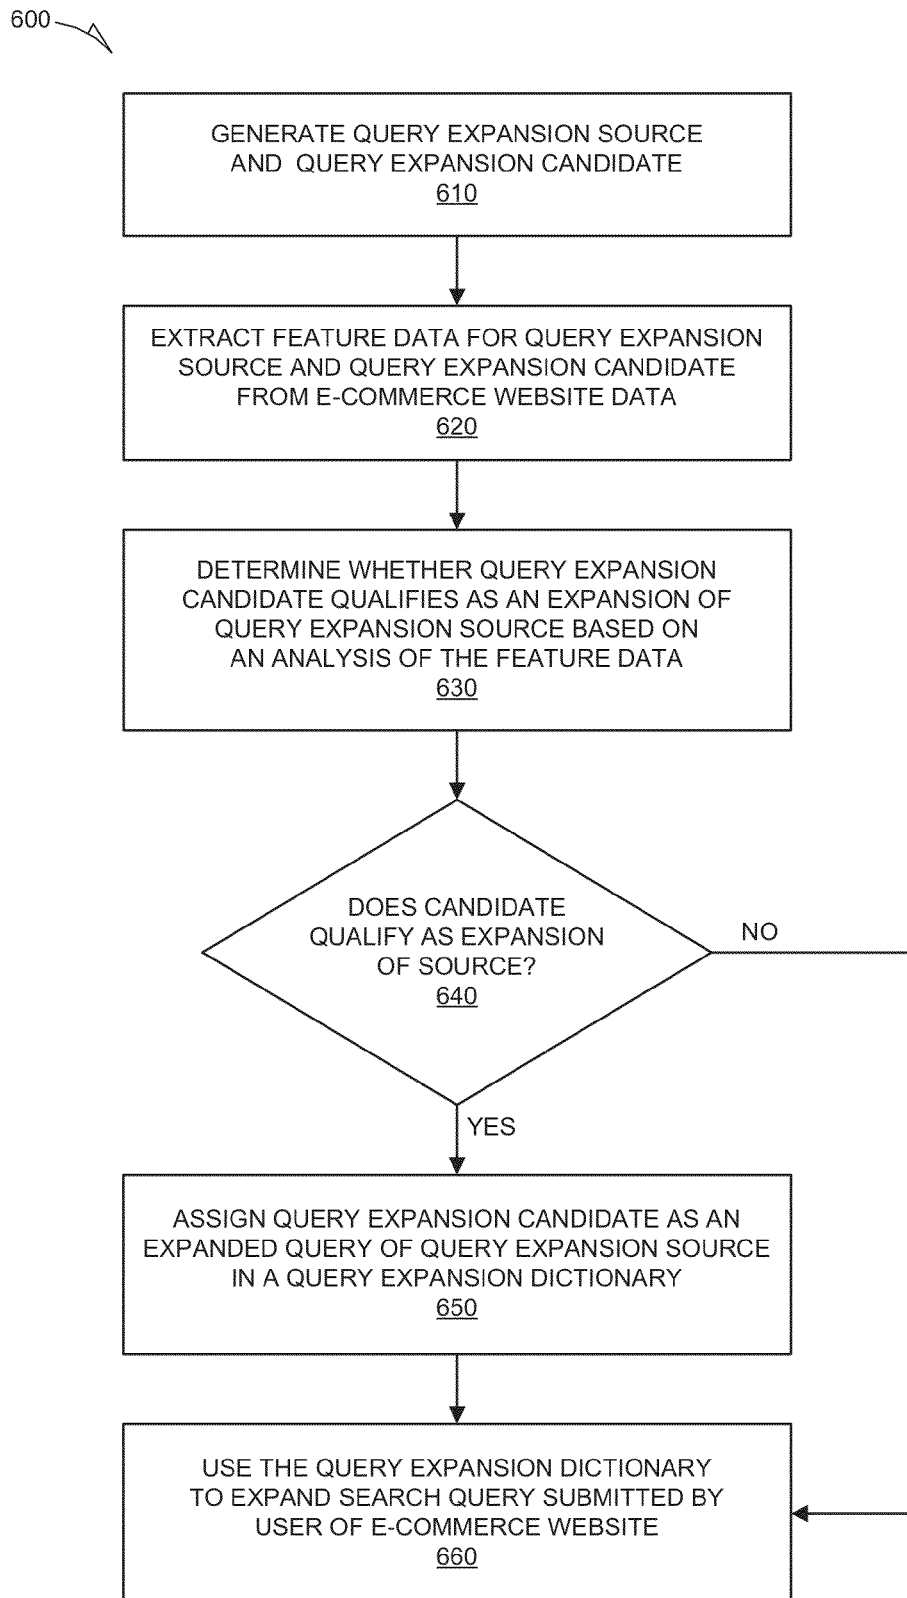 600
GENERATE QUERY EXPANSION SOURCE
AND QUERY EXPANSION CANDIDATE
610
EXTRACT FEATURE DATA FOR QUERY EXPANSION
SOURCE AND QUERY EXPANSION CANDIDATE
FROM E-COMMERCE WEBSITE DATA
620
DETERMINE WHETHER QUERY EXPANSION
CANDIDATE QUALIFIES AS AN EXPANSION OF
QUERY EXPANSION SOURCE BASED ON
AN ANALYSIS OF THE FEATURE DATA
630
DOES CANDIDATE
QUALIFY AS EXPANSION
OF SOURCE?
640
NO
YES
ASSIGN QUERY EXPANSION CANDIDATE AS AN
EXPANDED QUERY OF QUERY EXPANSION SOURCE
IN A QUERY EXPANSION DICTIONARY
650
USE THE QUERY EXPANSION DICTIONARY
TO EXPAND SEARCH QUERY SUBMITTED BY
USER OF E-COMMERCE WEBSITE
660